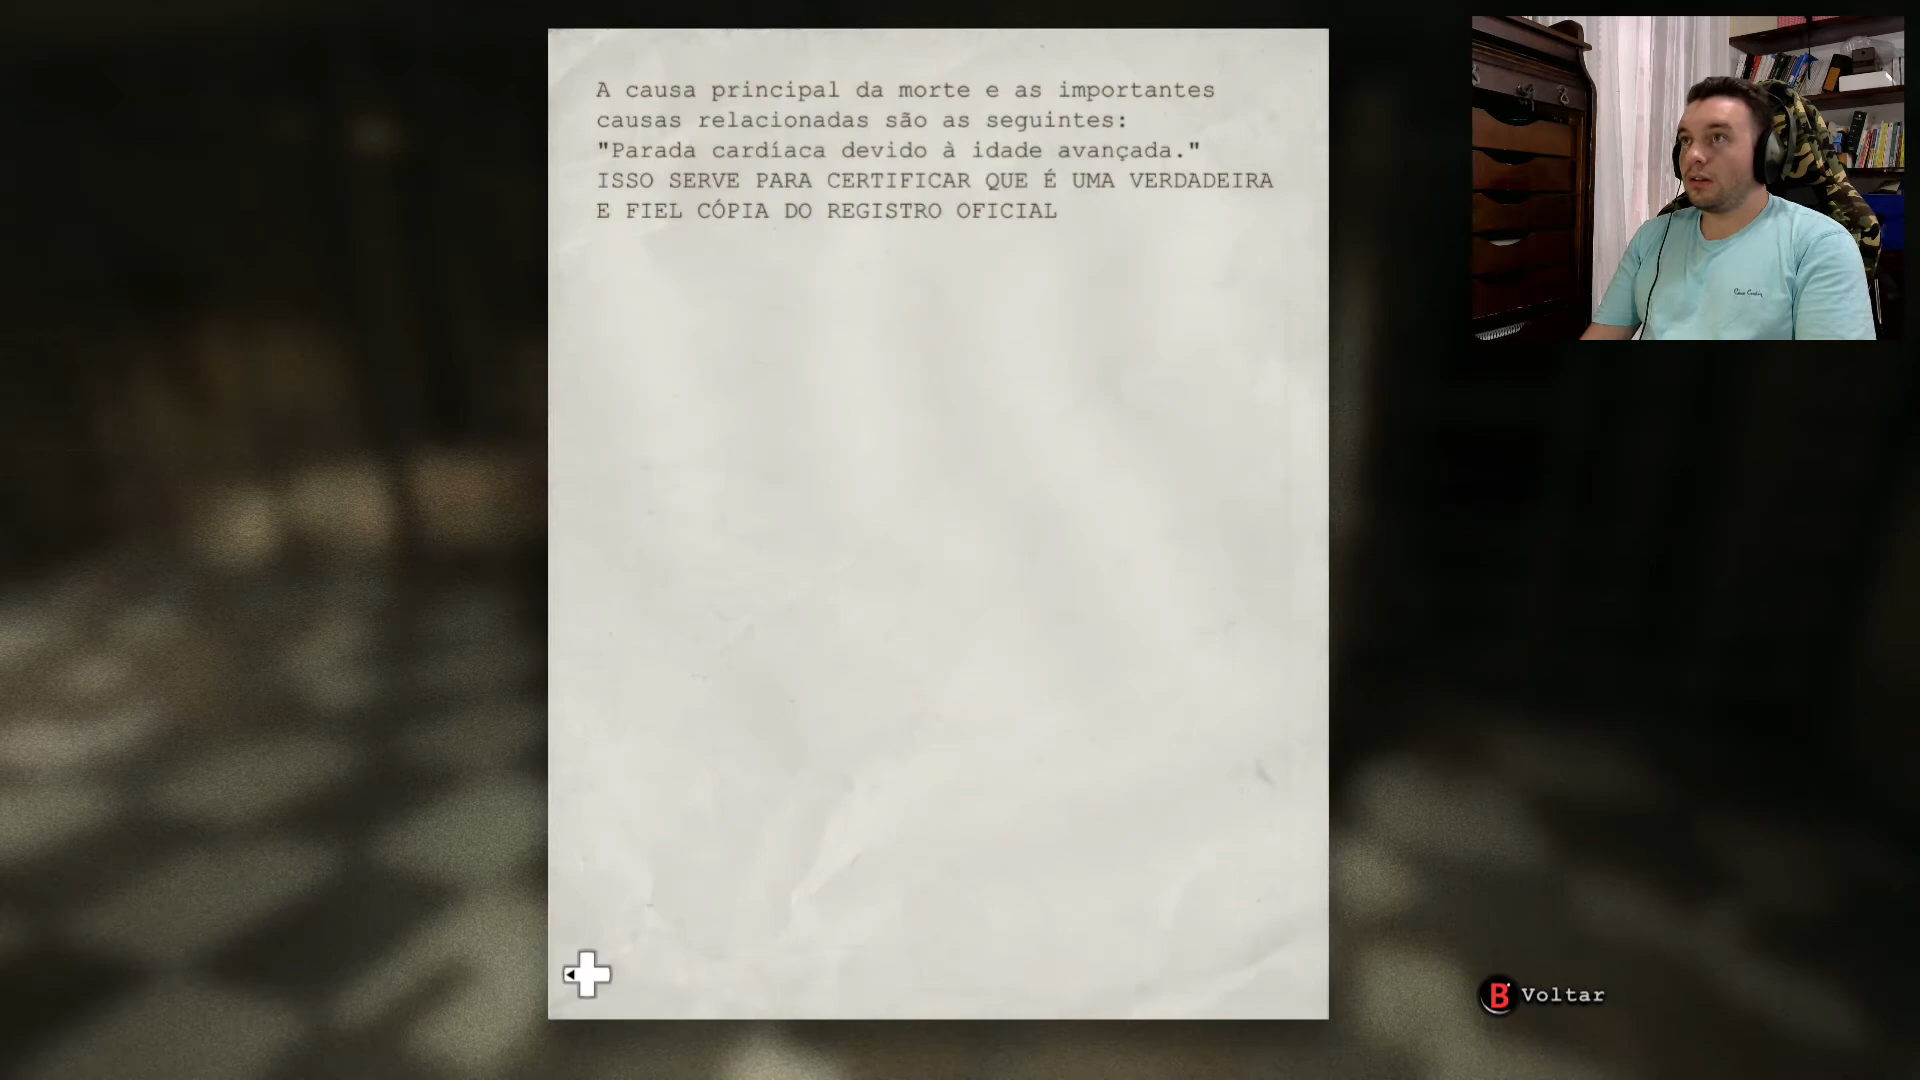 A causa principal da morte e as importantes
causas relacionadas são as seguintes:
"Parada cardíaca devido à idade avançada."
ISSO SERVE PARA CERTIFICAR QUE É UMA VERDADEIRA
E FIEL CÓPIA DO REGISTRO OFICIAL
B Voltar